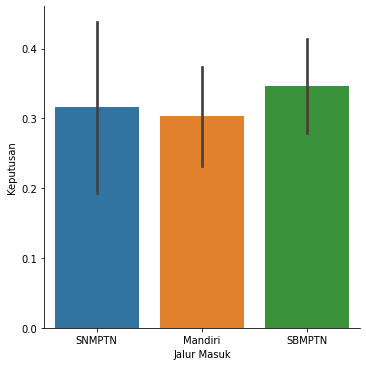 0.4
0.3
0.2
0.1
0.0
Keputusan
SNMPTN Mandiri SBMPTN
Jalur Masuk